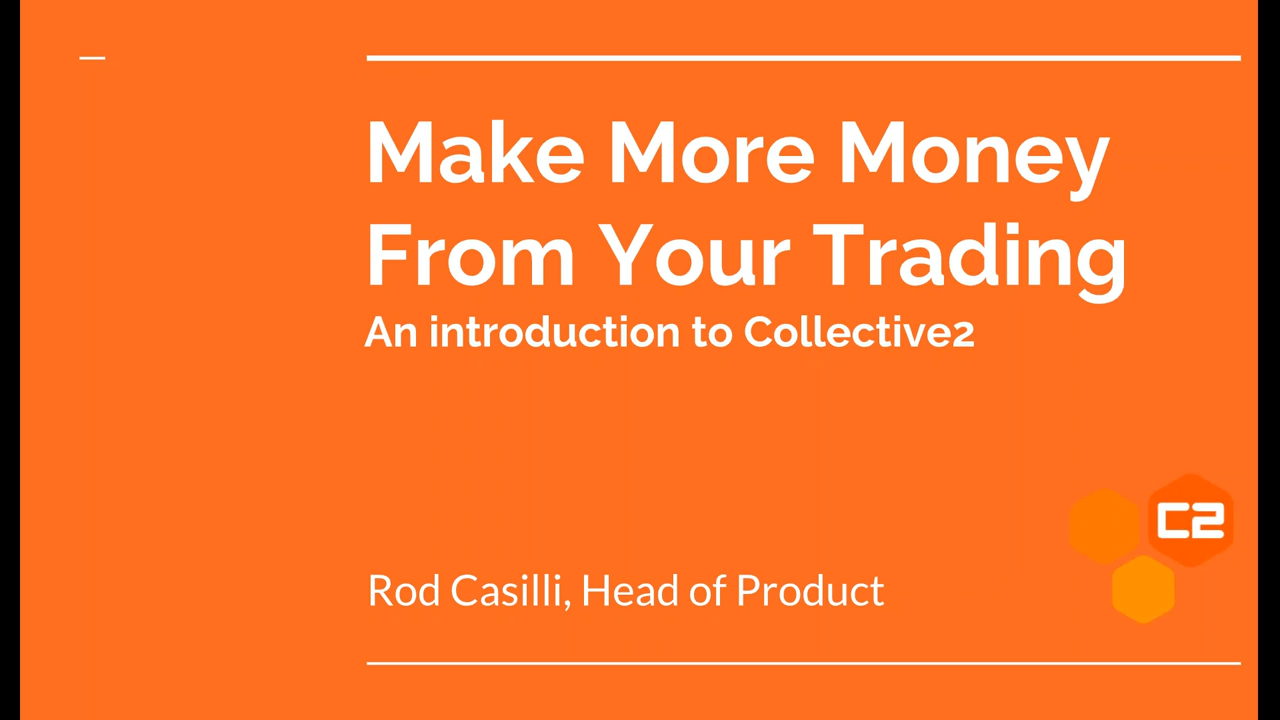 Make More Money
From Your Trading
An introduction to Collective2
C2
Rod Casilli, Head of Product